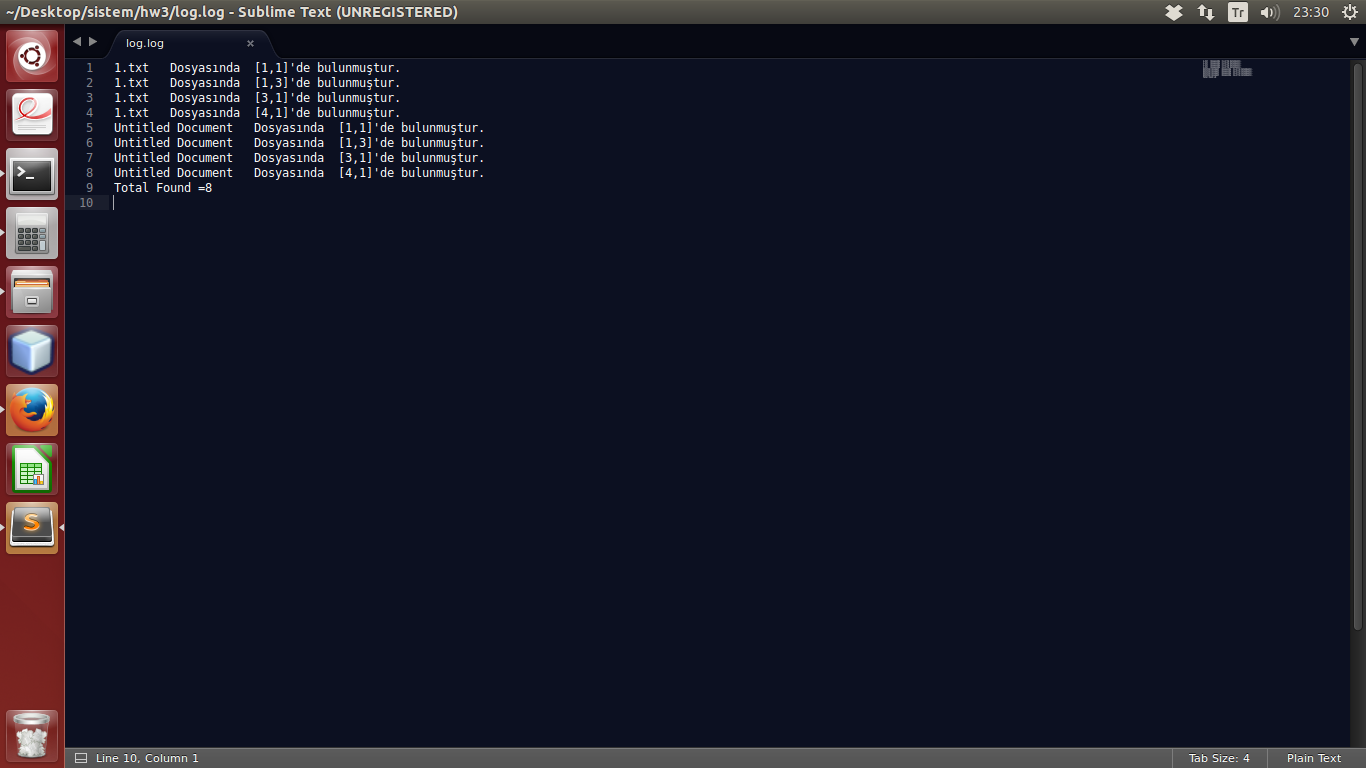 ~/Desktop/sistem/hw3/log.log - Sublime Text (UNREGISTERED)
Tr
23:30
log.log
1 1.txt   Dosyasında  [1,1]'de bulunmuştur.
2 1.txt   Dosyasında  [1,3]'de bulunmuştur.
3 1.txt   Dosyasında  [3,1]'de bulunmuştur.
4 1.txt   Dosyasında  [4,1]'de bulunmuştur.
5 Untitled Document   Dosyasında  [1,1]'de bulunmuştur.
6 Untitled Document   Dosyasında  [1,3]'de bulunmuştur.
7 Untitled Document   Dosyasında  [3,1]'de bulunmuştur.
8 Untitled Document   Dosyasında  [4,1]'de bulunmuştur.
9 Total Found =8
10
Line 10, Column 1
Tab Size: 4
Plain Text